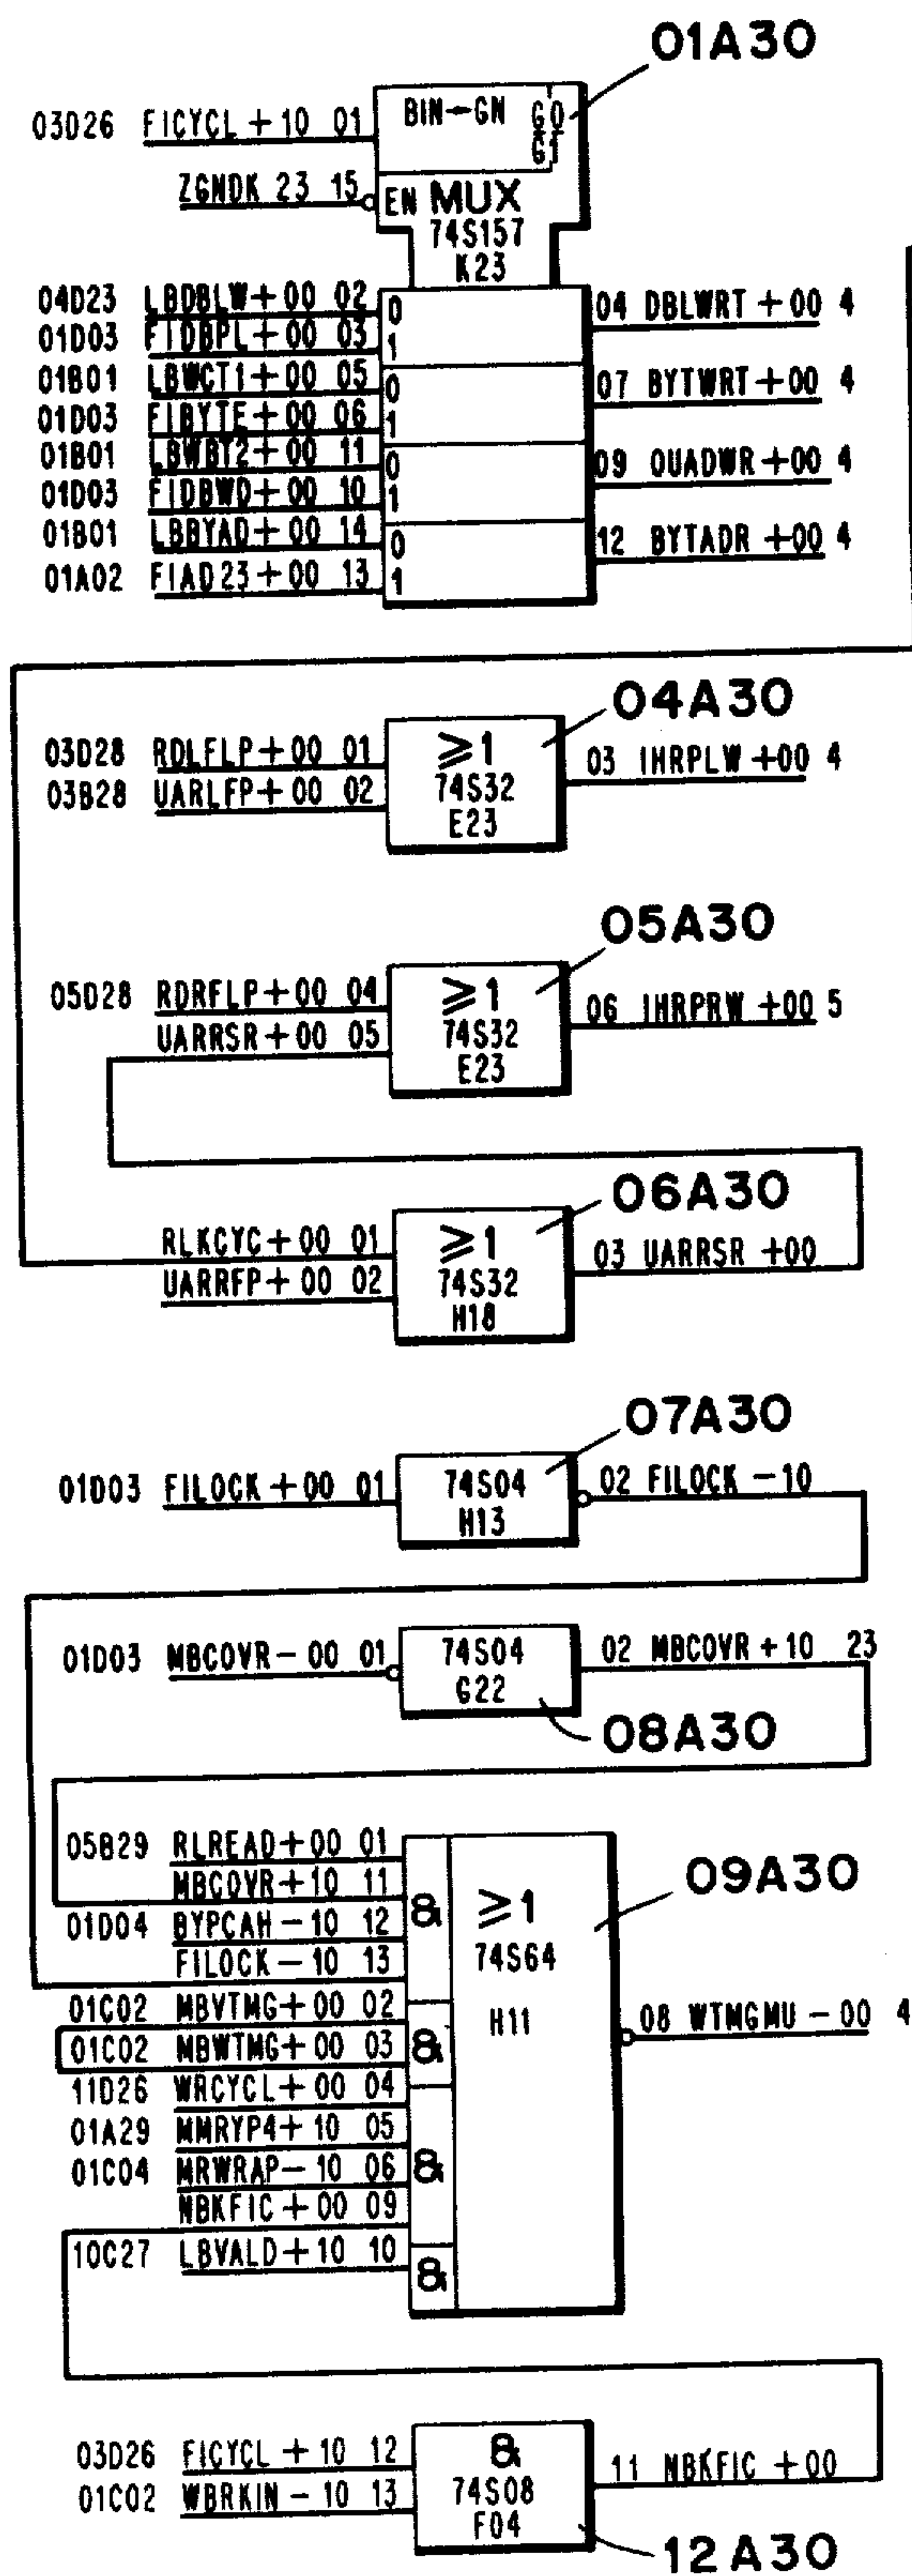 01A30
BIN←GN G0
G1
03D26 FICYCL+10 01
ZGNDK 23 15 EN MUX
74S157
K23
04D23 LBDBLW+00 02 0 04 DBLWRT+00 4
01D03 FIDBPL+00 03 1
01B01 LBWCT1+00 05 0 07 BYTWRT+00 4
01D03 FIBYTE+00 06 1
01B01 LBWBY2+00 11 0 09 QUADWR+00 4
01D03 FIDBWD+00 10 1
01B01 LBBYAD+00 14 0 12 BYTADR+00 4
01A02 FIAD23+00 13 1
04A30
03D28 RDLFLP+00 01 ≥1 03 IHRPLW+00 4
03B28 UARLFP+00 02 74S32
E23
05A30
05D28 RDRFLP+00 04 ≥1 06 IHRPRW+00 5
UARRSR+00 05 74S32
E23
06A30
RLKCYC+00 01 ≥1 03 UARRSR+00
UARRFP+00 02 74S32
H18
07A30
01D03 FILOCK+00 01 74S04 02 FILOCK-10
H13
01D03 MBCOVR-00 01 74S04 02 MBCOVR+10 23
G22
08A30
05B29 RLREAD+00 01
09A30
MBCOVR+10 11 & ≥1
01D04 BYPCAH-10 12 74S64
FILOCK-10 13
01C02 MBVTMG+00 02 H11 08 WTMGMU-00 4
01C02 MBWTMG+00 03 &
11D26 WRCYCL+00 04
01A29 MMRYP4+10 05
01C04 MRWRAP-10 06 &
NBKFIC+00 09
10C27 LBVALD+10 10 &
03D26 FICYCL+10 12 & 11 NBKFIC+00
01C02 WBRKIN-10 13 74S08
F04
12A30